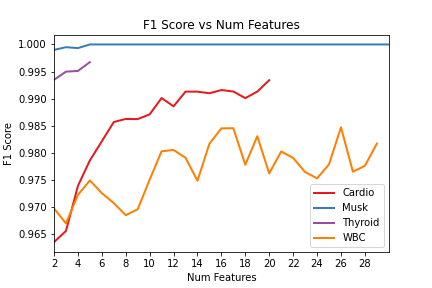 F1 Score vs Num Features
1.000
0.995
0.990
0.985
0.980
0.975
0.970
0.965
F1 Score
2 4 6 8 10 12 14 16 18 20 22 24 26 28
Num Features
Cardio
Musk
Thyroid
WBC